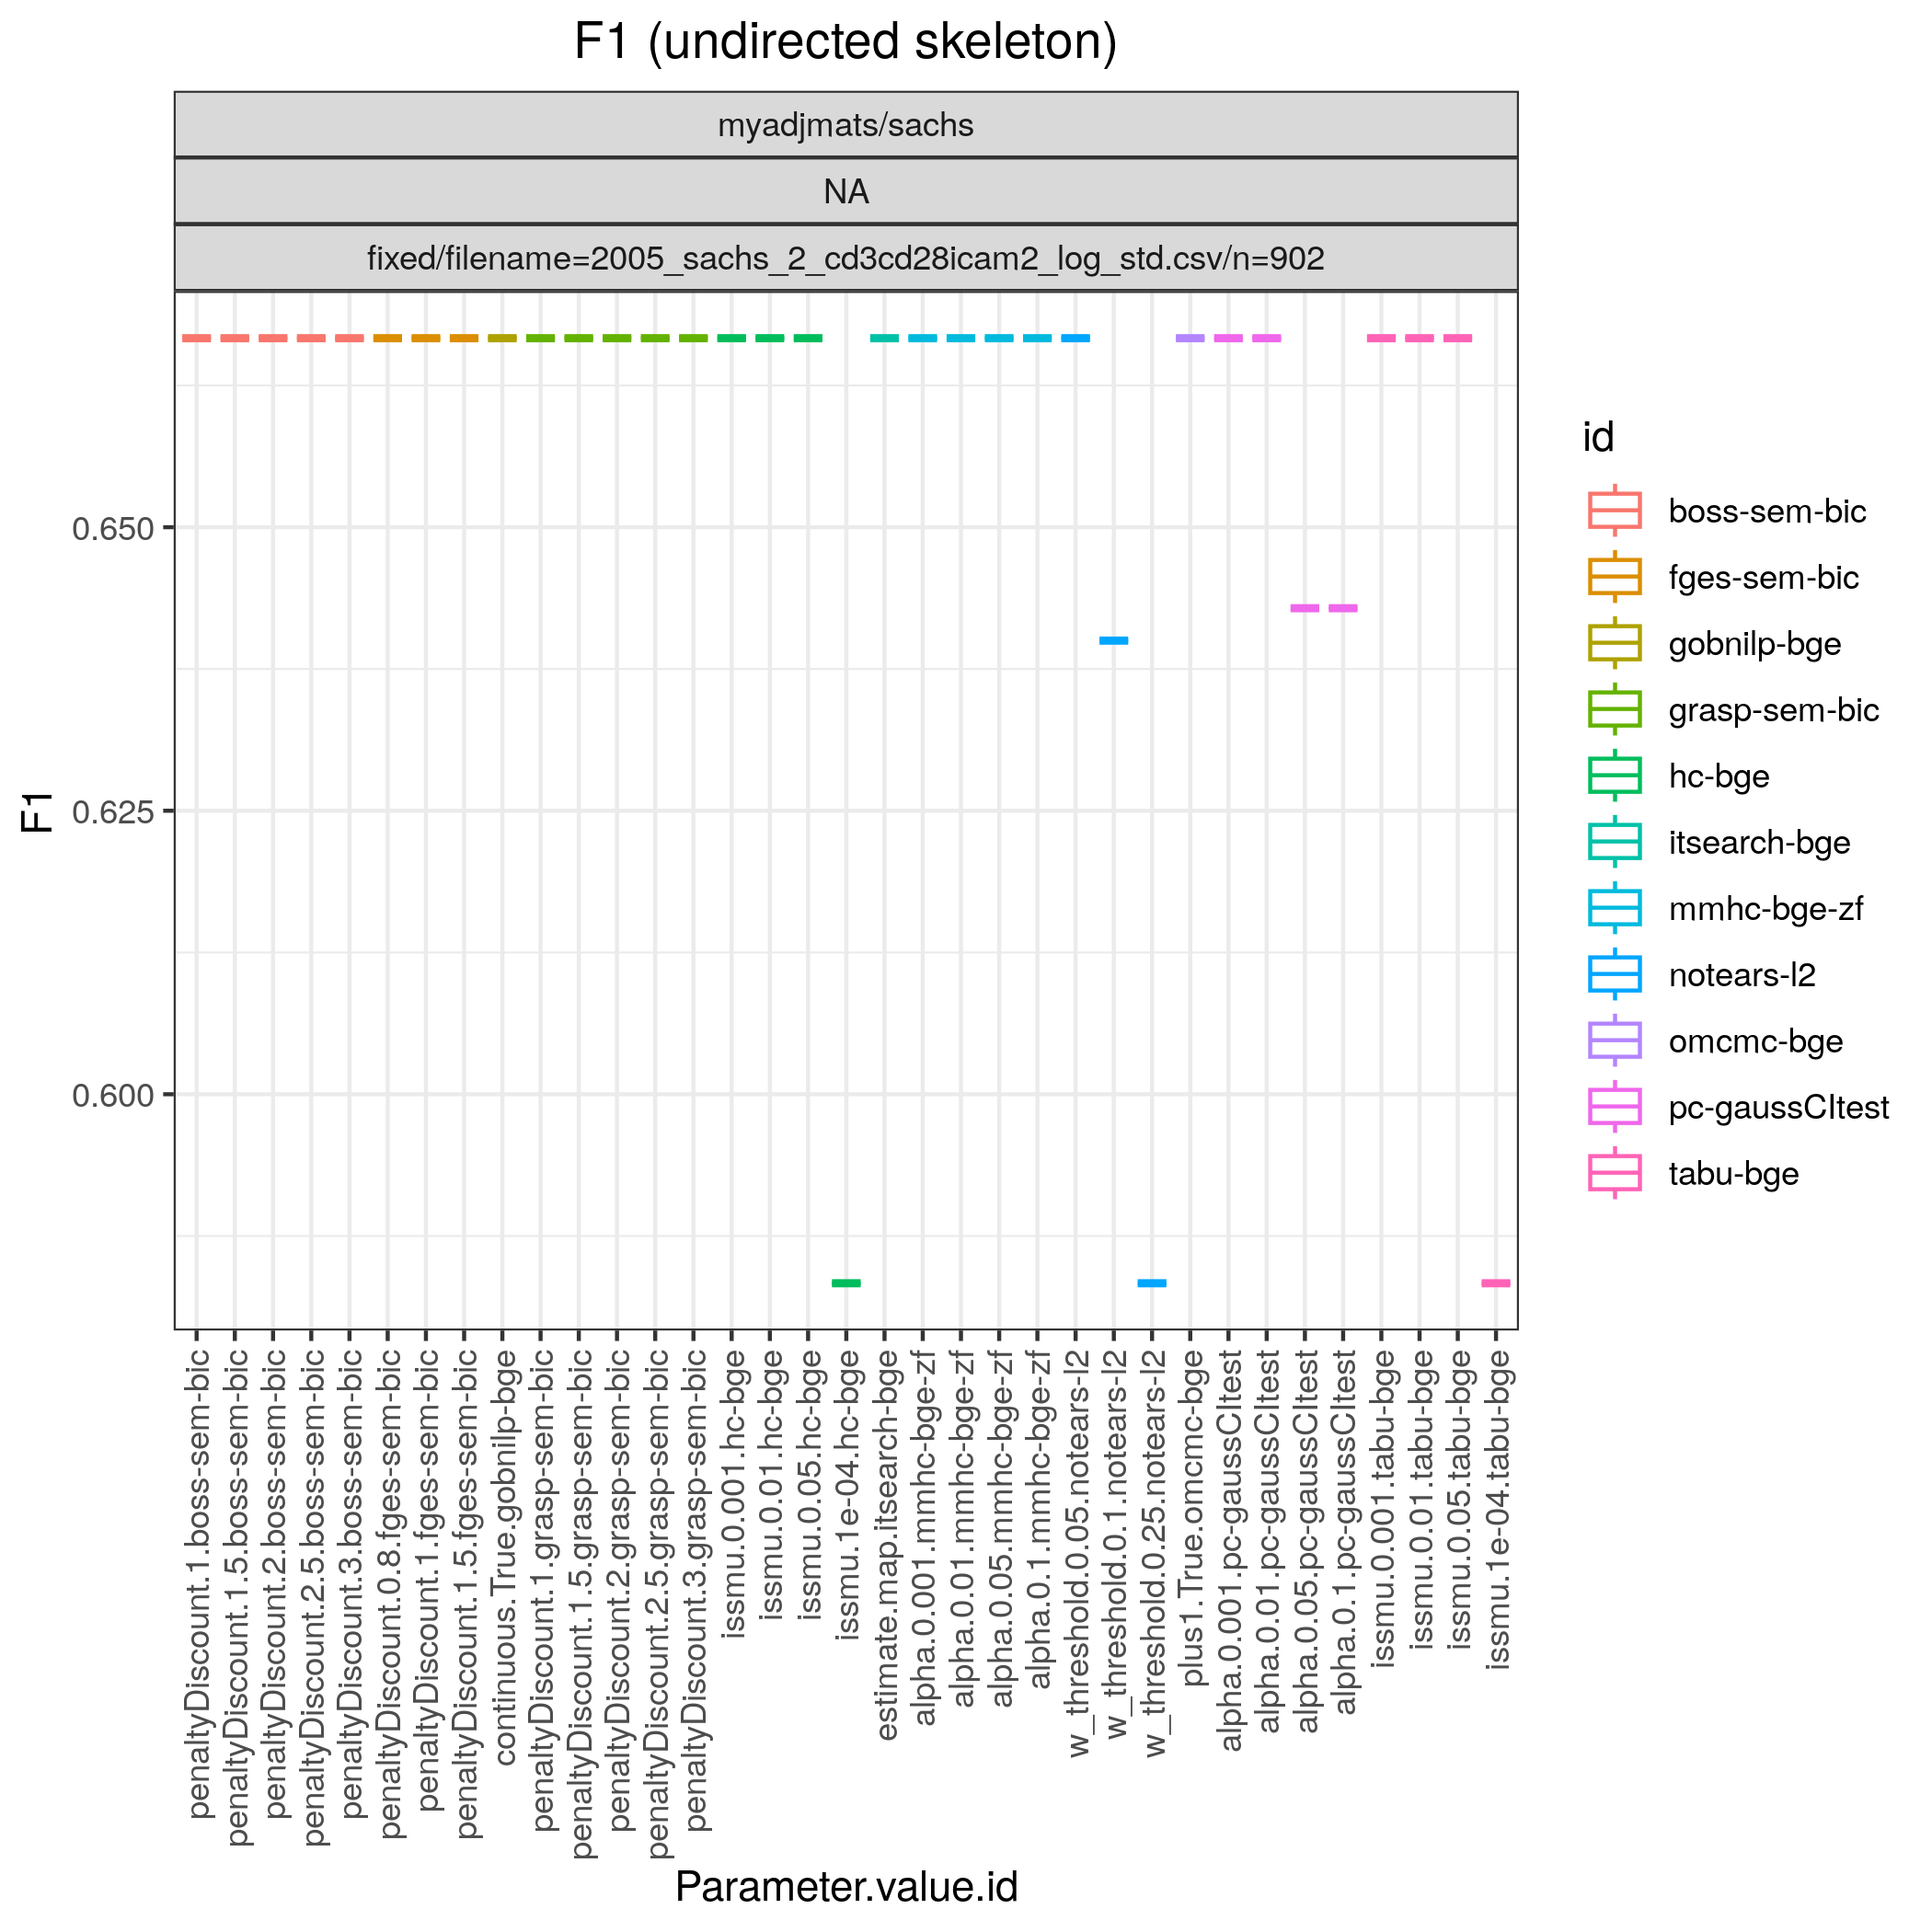 F1 (undirected skeleton)
myadjmats/sachs
NA
fixed/filename=2005_sachs_2_cd3cd28icam2_log_std.csv/n=902
F1
0.650
0.625
0.600
penaltyDiscount.1.boss-sem-bic
penaltyDiscount.1.5.boss-sem-bic
penaltyDiscount.2.boss-sem-bic
penaltyDiscount.2.5.boss-sem-bic
penaltyDiscount.3.boss-sem-bic
penaltyDiscount.0.8.fges-sem-bic
penaltyDiscount.1.fges-sem-bic
penaltyDiscount.1.5.fges-sem-bic
continuous.True.gobnilp-bge
penaltyDiscount.1.grasp-sem-bic
penaltyDiscount.1.5.grasp-sem-bic
penaltyDiscount.2.grasp-sem-bic
penaltyDiscount.2.5.grasp-sem-bic
penaltyDiscount.3.grasp-sem-bic
issmu.0.001.hc-bge
issmu.0.01.hc-bge
issmu.0.05.hc-bge
issmu.1e-04.hc-bge
estimate.map.itsearch-bge
alpha.0.001.mmhc-bge-zf
alpha.0.01.mmhc-bge-zf
alpha.0.05.mmhc-bge-zf
alpha.0.1.mmhc-bge-zf
w_threshold.0.05.notears-l2
w_threshold.0.1.notears-l2
w_threshold.0.25.notears-l2
plus1.True.omcmc-bge
alpha.0.001.pc-gaussCItest
alpha.0.01.pc-gaussCItest
alpha.0.05.pc-gaussCItest
alpha.0.1.pc-gaussCItest
issmu.0.001.tabu-bge
issmu.0.01.tabu-bge
issmu.0.05.tabu-bge
issmu.1e-04.tabu-bge
Parameter.value.id
id
boss-sem-bic
fges-sem-bic
gobnilp-bge
grasp-sem-bic
hc-bge
itsearch-bge
mmhc-bge-zf
notears-l2
omcmc-bge
pc-gaussCItest
tabu-bge